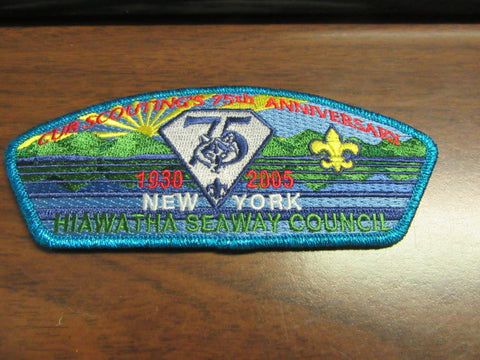 CUB SCOUTING'S 75th ANNIVERSARY
75
1930 2005
NEW YORK
HIAWATHA SEAWAY COUNCIL